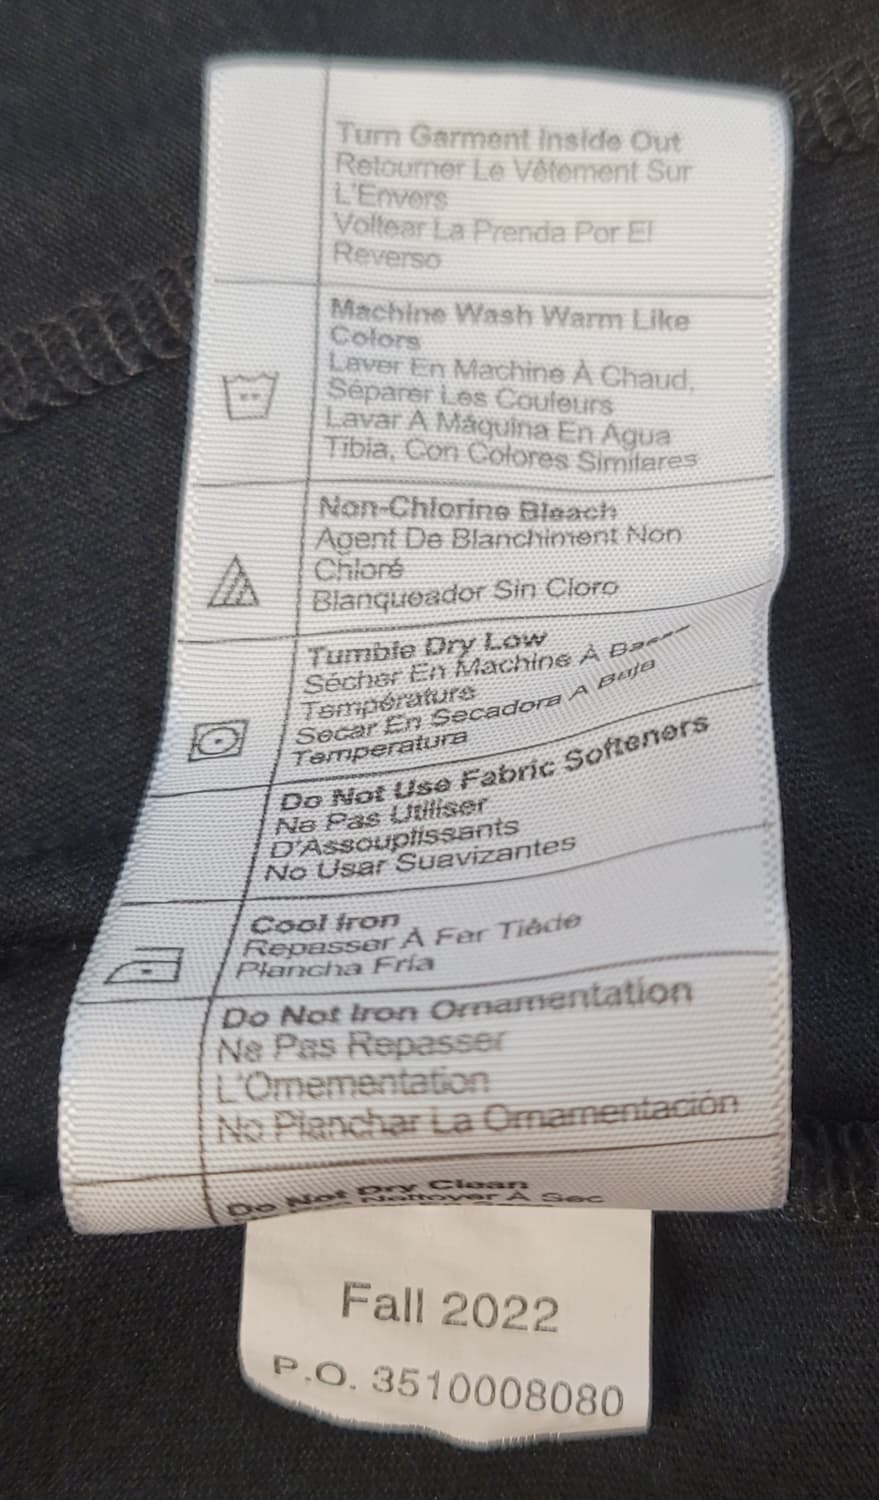 Turn Garment Inside Out
Retourner Le Vêtement Sur
L'Envers
Voltear La Prenda Por El
Reverso
Machine Wash Warm Like
Colors
Laver En Machine À Chaud,
Séparer Les Couleurs
Lavar A Máquina En Agua
Tibia, Con Colores Similares
Non-Chlorine Bleach
Agent De Blanchiment Non
Chloré
Blanqueador Sin Cloro
Tumble Dry Low
Sécher En Machine À
Température
Secar En Secadora A Baja
Temperatura
Do Not Use Fabric Softeners
Ne Pas Utiliser
D'Assouplissants
No Usar Suavizantes
Cool Iron
Repasser À Fer Tiède
Plancha Fría
Do Not Iron Ornamentation
Ne Pas Repasser
L'Ornementation
No Planchar La Ornamentación
Do Not Dry Clean
Nettoyer À Sec
Fall 2022
P.O. 3510008080